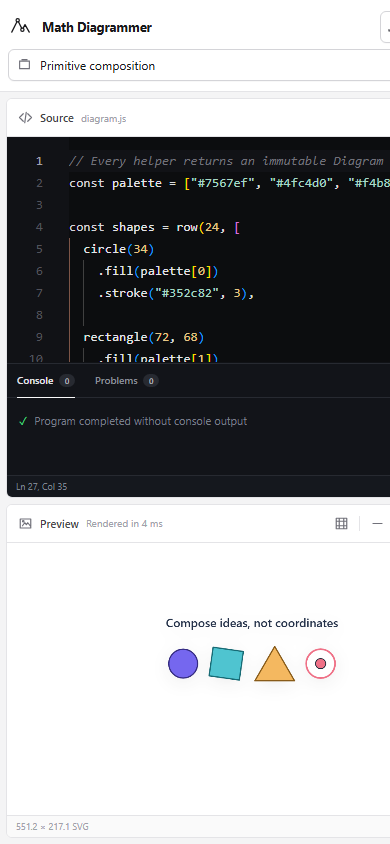 Math Diagrammer
Primitive composition
Source diagram.js
1 // Every helper returns an immutable Diagram
2 const palette = ["#7567ef", "#4fc4d0", "#f4b8
3
4 const shapes = row(24, [
5 circle(34)
6 .fill(palette[0])
7 .stroke("#352c82", 3),
8
9 rectangle(72, 68)
10 .fill(palette[1])
Console 0 Problems 0
✓ Program completed without console output
Ln 27, Col 35
Preview Rendered in 4 ms
Compose ideas, not coordinates
551.2 × 217.1 SVG